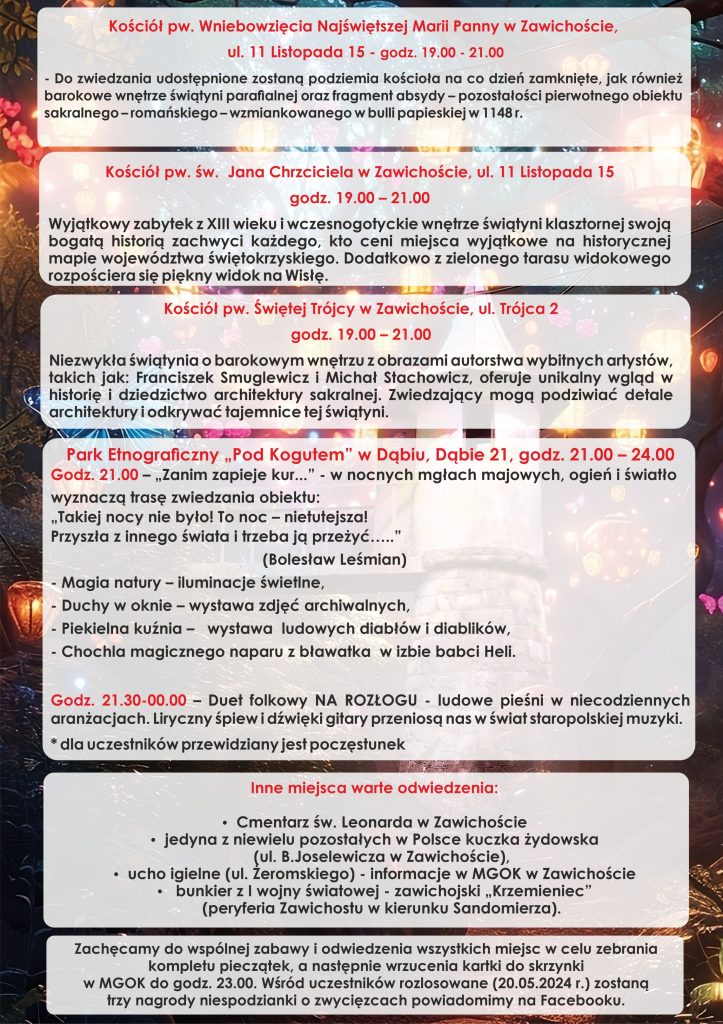 Kościół pw. Wniebowzięcia Najświętszej Marii Panny w Zawichoście,
ul. 11 Listopada 15 - godz. 19.00 - 21.00
- Do zwiedzania udostępnione zostaną podziemia kościoła na co dzień zamknięte, jak również
barokowe wnętrze świątyni parafialnej oraz fragment absydy – pozostałości pierwotnego obiektu
sakralnego – romańskiego – wzmiankowanego w bulli papieskiej w 1148 r.
Kościół pw. św. Jana Chrzciciela w Zawichoście, ul. 11 Listopada 15
godz. 19.00 – 21.00
Wyjątkowy zabytek z XIII wieku i wczesnogotyckie wnętrze świątyni klasztornej swoją
bogatą historią zachwyci każdego, kto ceni miejsca wyjątkowe na historycznej
mapie województwa świętokrzyskiego. Dodatkowo z zielonego tarasu widokowego
rozpościera się piękny widok na Wisłę.
Kościół pw. Świętej Trójcy w Zawichoście, ul. Trójca 2
godz. 19.00 – 21.00
Niezwykła świątynia o barokowym wnętrzu z obrazami autorstwa wybitnych artystów,
takich jak: Franciszek Smuglewicz i Michał Stachowicz, oferuje unikalny wgląd w
historię i dziedzictwo architektury sakralnej. Zwiedzający mogą podziwiać detale
architektury i odkrywać tajemnice tej świątyni.
Park Etnograficzny „Pod Kogutem” w Dąbiu, Dąbie 21, godz. 21.00 – 24.00
Godz. 21.00 – „Zanim zapieje kur...” - w nocnych mgłach majowych, ogień i światło
wyznaczą trasę zwiedzania obiektu:
„Takiej nocy nie było! To noc – nietutejsza!
Przyszła z innego świata i trzeba ją przeżyć…..”
(Bolesław Leśmian)
- Magia natury – iluminacje świetlne,
- Duchy w oknie – wystawa zdjęć archiwalnych,
- Piekielna kuźnia – wystawa ludowych diabłów i diablików,
- Chochla magicznego naparu z bławatka w izbie babci Heli.
Godz. 21.30-00.00 – Duet folkowy NA ROZŁOGU - ludowe pieśni w niecodziennych
aranżacjach. Liryczny śpiew i dźwięki gitary przeniosą nas w świat staropolskiej muzyki.
* dla uczestników przewidziany jest poczęstunek
Inne miejsca warte odwiedzenia:
• Cmentarz św. Leonarda w Zawichoście
• jedyna z niewielu pozostałych w Polsce kuczka żydowska
(ul. B.Joselewicza w Zawichoście),
• ucho igielne (ul. Żeromskiego) - informacje w MGOK w Zawichoście
• bunkier z I wojny światowej - zawichojski „Krzemieniec”
(peryferia Zawichostu w kierunku Sandomierza).
Zachęcamy do wspólnej zabawy i odwiedzenia wszystkich miejsc w celu zebrania
kompletu pieczątek, a następnie wrzucenia kartki do skrzynki
w MGOK do godz. 23.00. Wśród uczestników rozlosowane (20.05.2024 r.) zostaną
trzy nagrody niespodzianki o zwycięzcach powiadomimy na Facebooku.